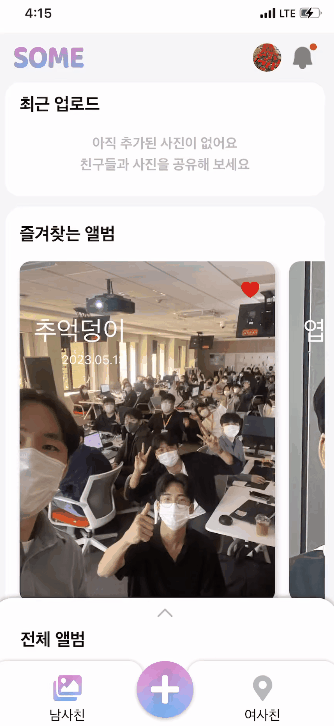 4:15
LTE
SOME
최근 업로드
아직 추가된 사진이 없어요
친구들과 사진을 공유해 보세요
즐겨찾는 앨범
추억덩이
엽
2023.05.18
전체 앨범
남사친
여사친